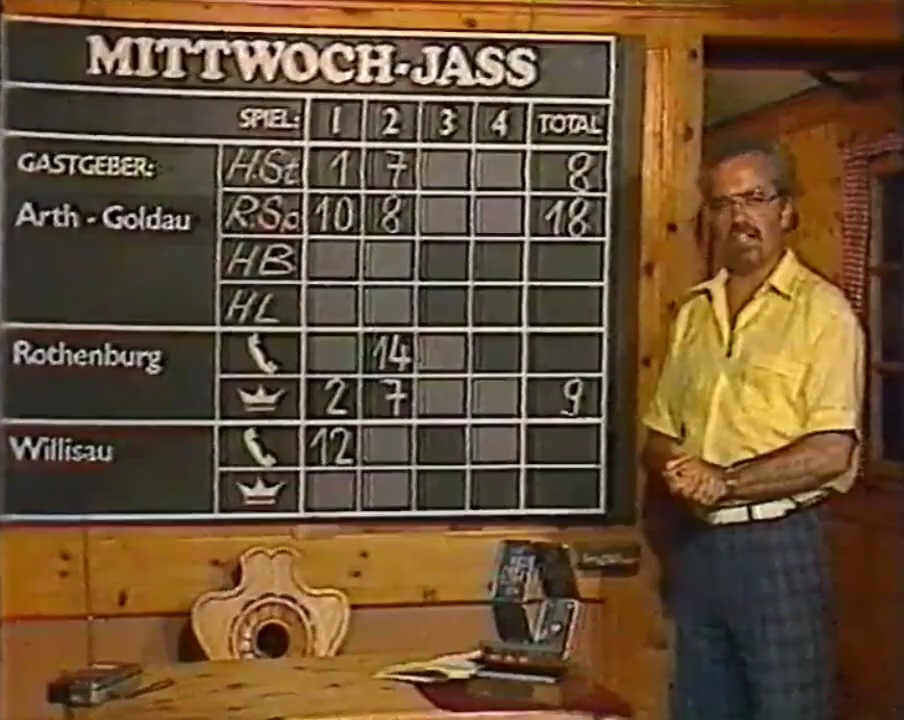 MITTWOCH-JASS
SPIEL: 1 2 3 4 TOTAL
GASTGEBER: H.St 1 7 8
Arth - Goldau R.Sp 10 8 18
HB
HL
Rothenburg 14
2 7 9
Willisau 12